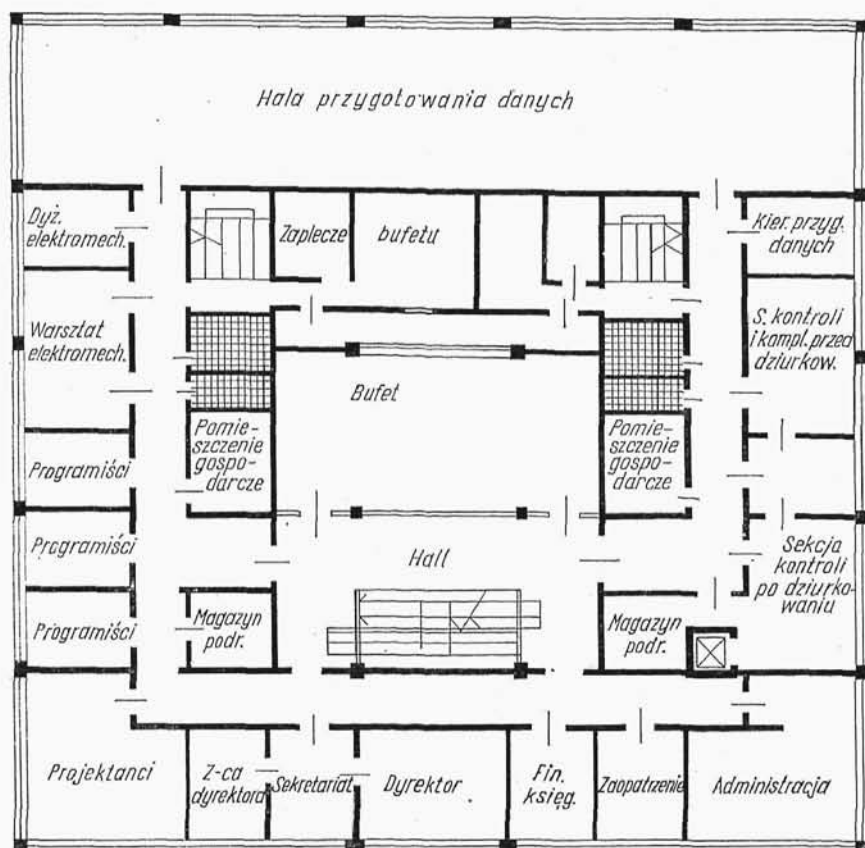 Hala przygotowania danych
Dyż.
elektromech.
Zaplecze bufetu
Kier. przyg.
danych
Warsztat
elektromech.
S. kontroli
i kompl. przed
dziurkow.
Bufet
Programiści
Pomie-
szczenie
gospo-
darcze
Pomie-
szczenie
gospo-
darcze
Programiści
Hall
Sekcja
kontroli
po dziurko-
waniu
Programiści
Magazyn
podr.
Magazyn
podr.
Projektanci
Z-ca
dyrektora
Sekretariat
Dyrektor
Fin.
księg.
Zaopatrzenie
Administracja